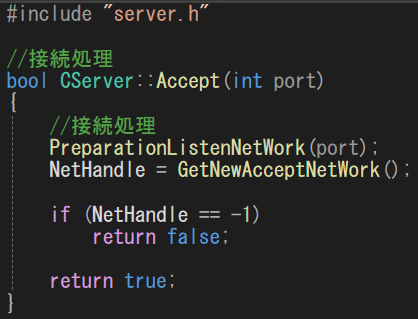 #include "server.h"
//接続処理
bool CServer::Accept(int port)
{
//接続処理
PreparationListenNetWork(port);
NetHandle = GetNewAcceptNetWork();
if (NetHandle == -1)
return false;
return true;
}